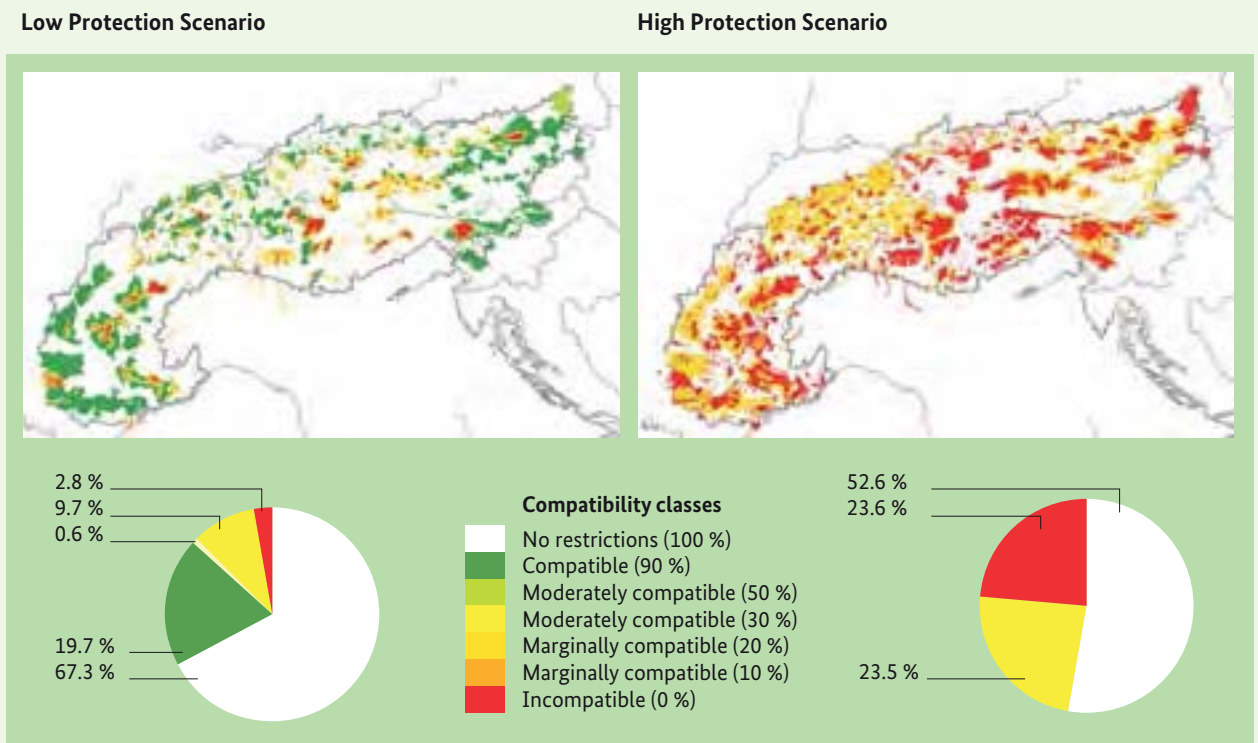 Low Protection Scenario
High Protection Scenario
2.8 %
9.7 %
0.6 %
19.7 %
67.3 %
Compatibility classes
No restrictions (100 %)
Compatible (90 %)
Moderately compatible (50 %)
Moderately compatible (30 %)
Marginally compatible (20 %)
Marginally compatible (10 %)
Incompatible (0 %)
52.6 %
23.6 %
23.5 %